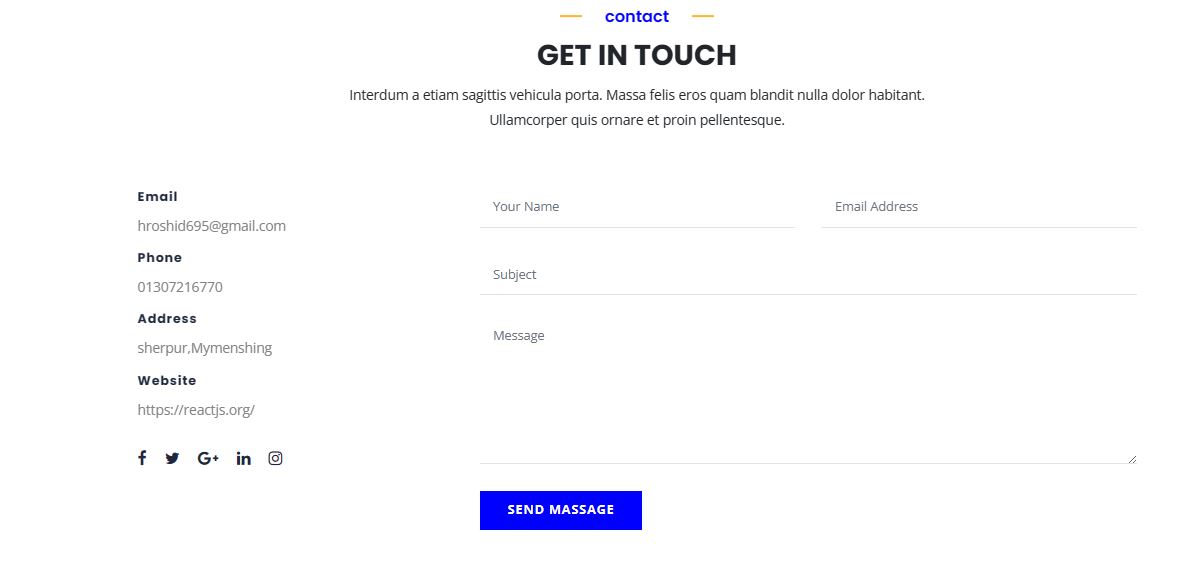 contact
GET IN TOUCH
Interdum a etiam sagittis vehicula porta. Massa felis eros quam blandit nulla dolor habitant.
Ullamcorper quis ornare et proin pellentesque.
Email
hroshid695@gmail.com
Phone
01307216770
Address
sherpur,Mymenshing
Website
https://reactjs.org/
Your Name
Email Address
Subject
Message
SEND MASSAGE